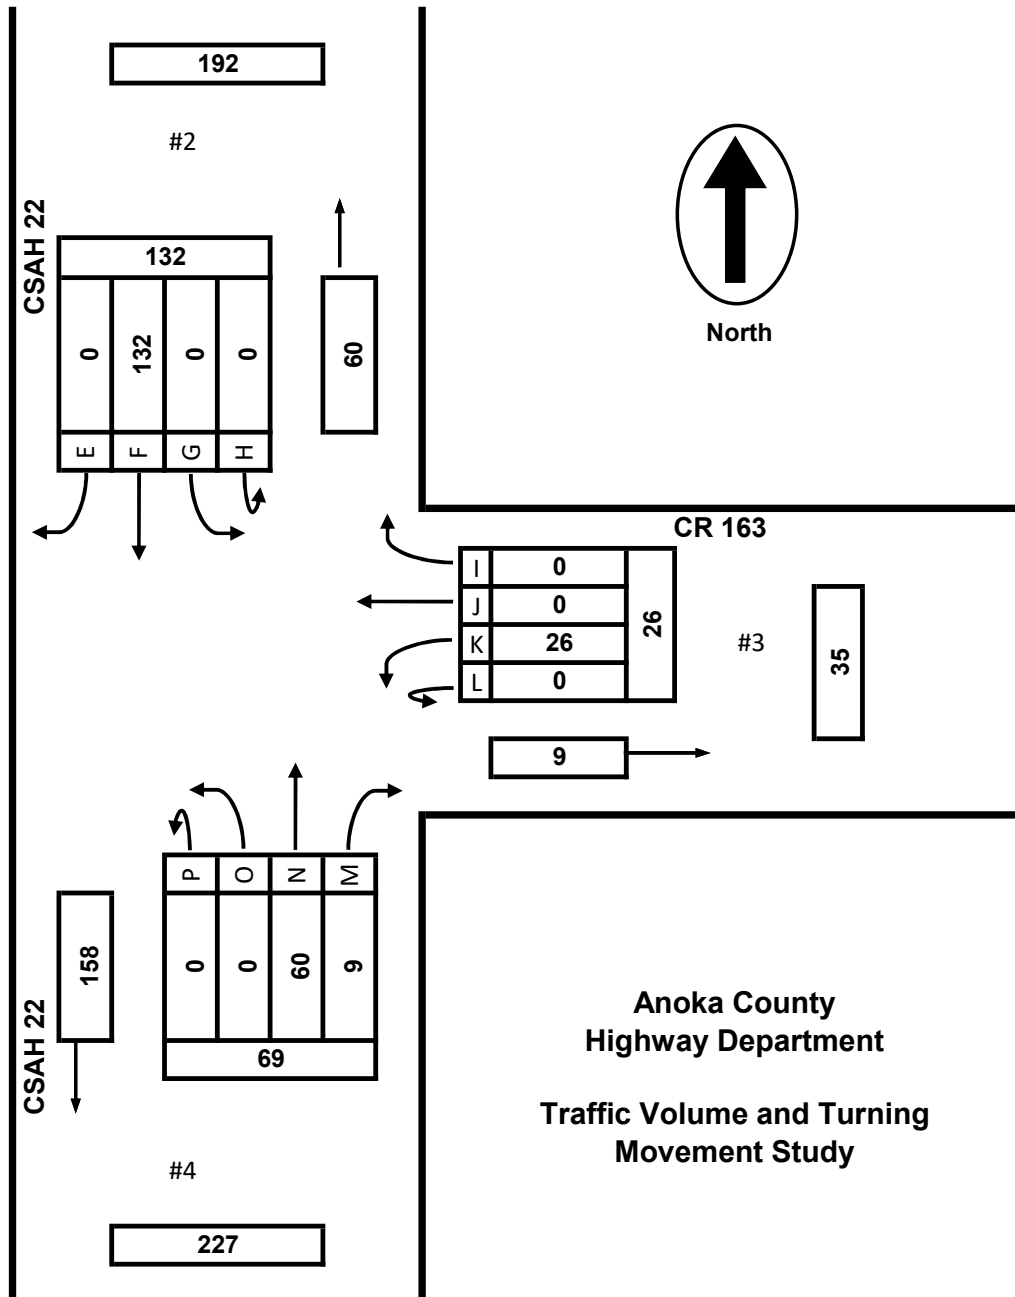 192
#2
CSAH 22
132
0
132
0
0
E
F
G
H
60
North
CR 163
I 0
J 0
K 26
L 0
26
#3
35
9
P
O
N
M
0
0
60
9
69
158
CSAH 22
#4
227
Anoka County
Highway Department
Traffic Volume and Turning
Movement Study